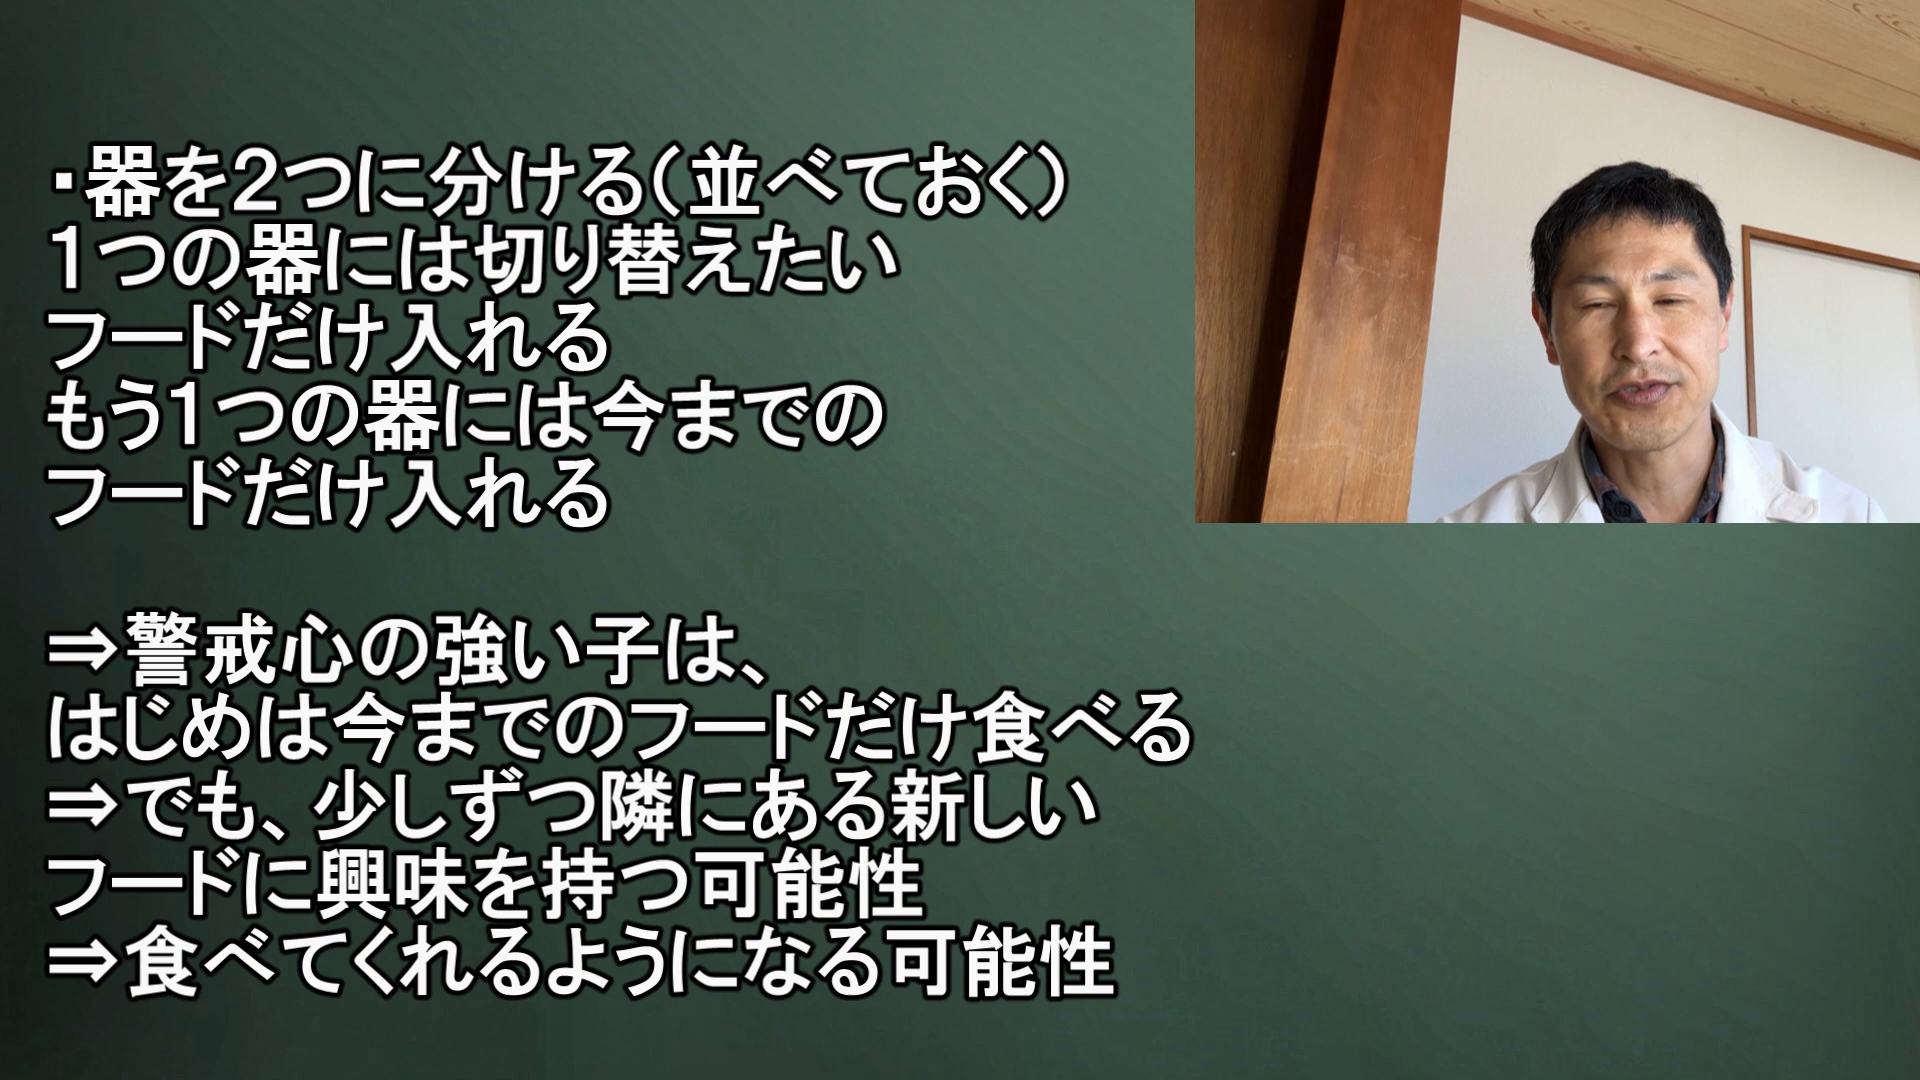 ・器を２つに分ける（並べておく）
１つの器には切り替えたい
フードだけ入れる
もう１つの器には今までの
フードだけ入れる
⇒警戒心の強い子は、
はじめは今までのフードだけ食べる
⇒でも、少しずつ隣にある新しい
フードに興味を持つ可能性
⇒食べてくれるようになる可能性